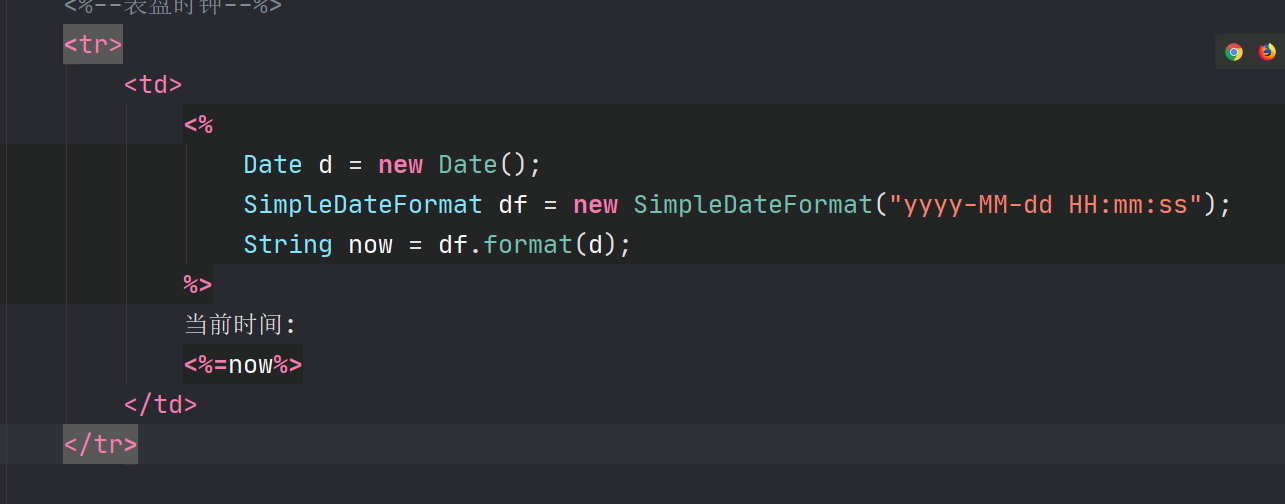 <%--表盘时钟--%>
<tr>
<td>
<%
Date d = new Date();
SimpleDateFormat df = new SimpleDateFormat("yyyy-MM-dd HH:mm:ss");
String now = df.format(d);
%>
当前时间:
<%=now%>
</td>
</tr>